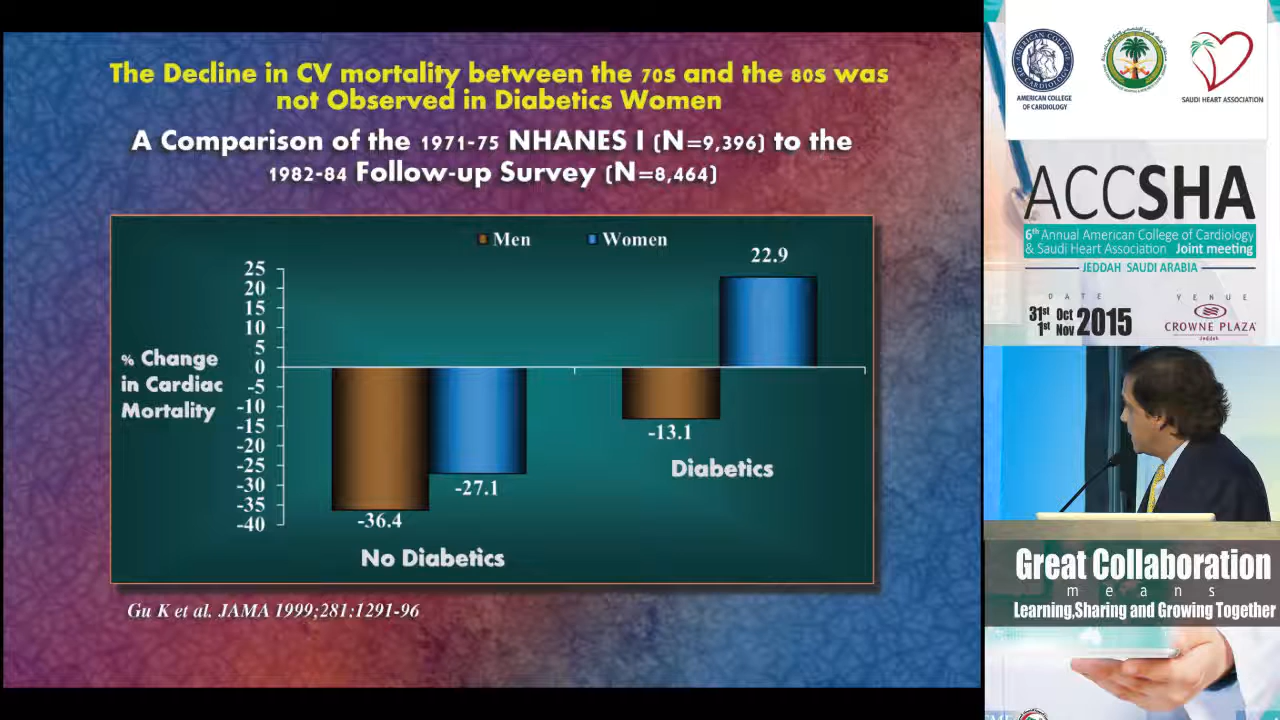 The Decline in CV mortality between the 70s and the 80s was
not Observed in Diabetics Women
A Comparison of the 1971-75 NHANES I (N=9,396) to the
1982-84 Follow-up Survey (N=8,464)
Men
Women
25
20
15
10
5
0
-5
-10
-15
-20
-25
-30
-35
-40
% Change
in Cardiac
Mortality
-36.4
-27.1
-13.1
22.9
No Diabetics
Diabetics
Gu K et al. JAMA 1999;281:1291-96
AMERICAN COLLEGE
OF CARDIOLOGY
SAUDI HEART ASSOCIATION
ACCSHA
6th Annual American College of Cardiology
& Saudi Heart Association Joint meeting
JEDDAH SAUDI ARABIA
DATE
31st Oct
1st Nov 2015
VENUE
CROWNE PLAZA
Jeddah
Great Collaboration
means
Learning,Sharing and Growing Together